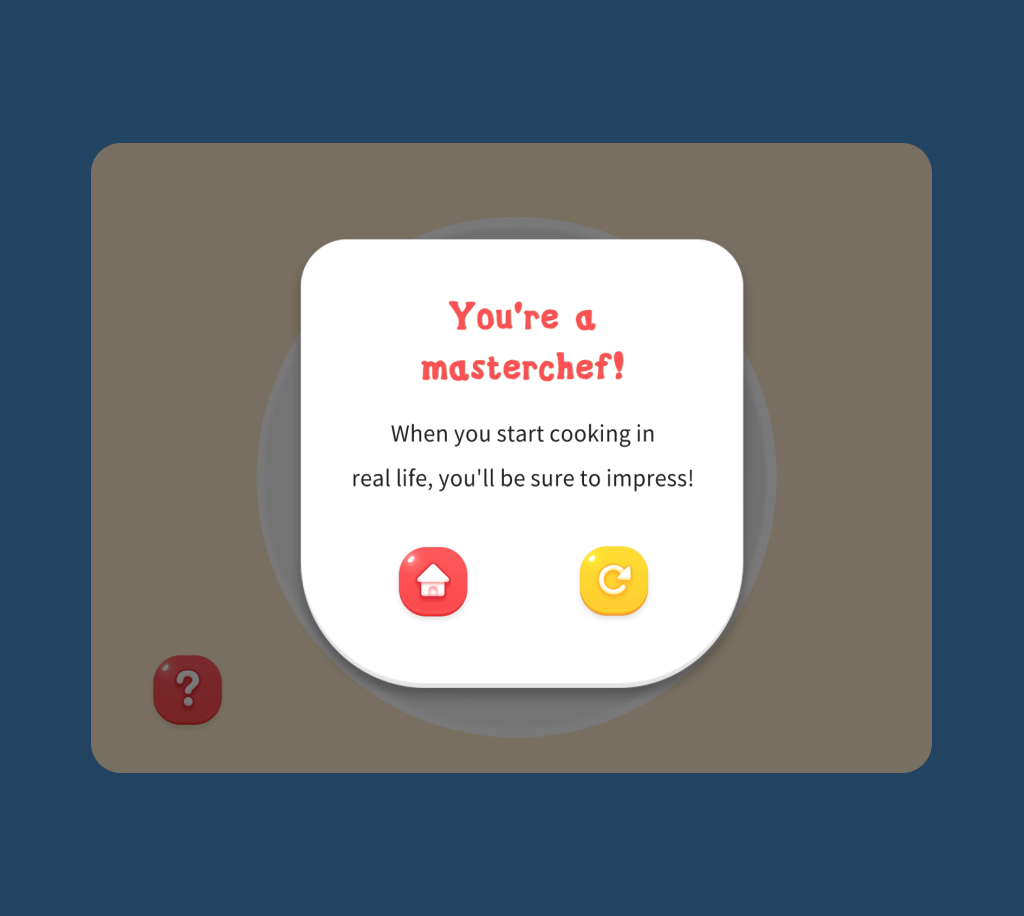 You're a
masterchef!
When you start cooking in
real life, you'll be sure to impress!
?